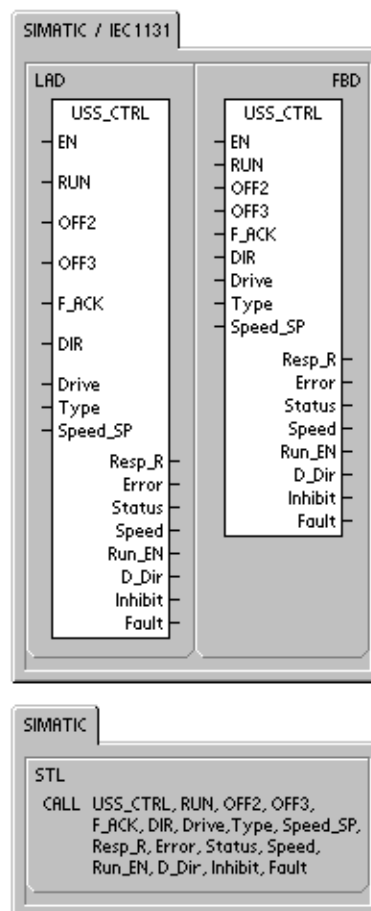 SIMATIC / IEC1131
LAD
USS_CTRL
EN
RUN
OFF2
OFF3
F_ACK
DIR
Drive
Type
Speed_SP
Resp_R
Error
Status
Speed
Run_EN
D_Dir
Inhibit
Fault
FBD
USS_CTRL
EN
RUN
OFF2
OFF3
F_ACK
DIR
Drive
Type
Speed_SP
Resp_R
Error
Status
Speed
Run_EN
D_Dir
Inhibit
Fault
SIMATIC
STL
CALL USS_CTRL, RUN, OFF2, OFF3,
F_ACK, DIR, Drive,Type, Speed_SP,
Resp_R, Error, Status, Speed,
Run_EN, D_Dir, Inhibit, Fault